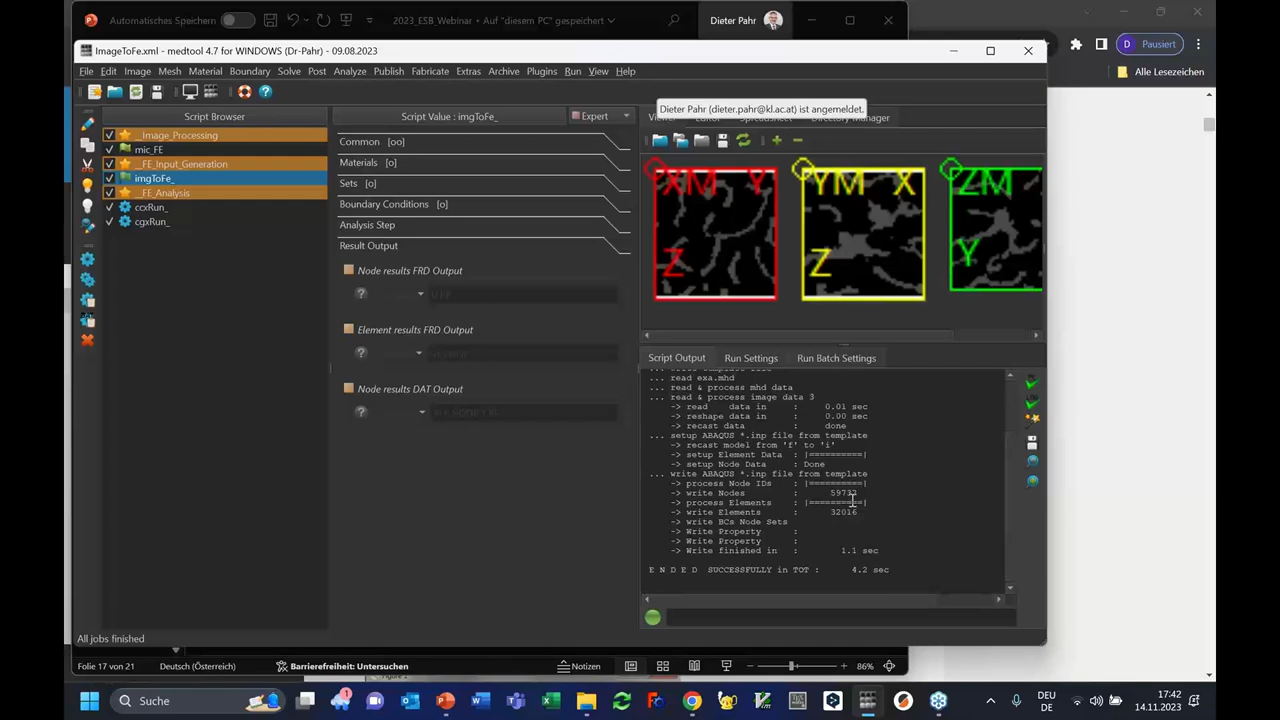 Automatisches Speichern
2023_ESB_Webinar • Auf "diesem PC" gespeichert
Dieter Pahr
ImageToFe.xml - medtool 4.7 for WINDOWS (Dr-Pahr) - 09.08.2023
D Pausiert
File Edit Image Mesh Material Boundary Solve Post Analyze Publish Fabricate Extras Archive Plugins Run View Help
Alle Lesezeichen
Dieter Pahr (dieter.pahr@kl.ac.at) ist angemeldet.
Script Browser
Script Value : imgToFe_
Expert
Viewer Editor Spreadsheet Directory Manager
__Image_Processing
mic_FE
__FE_Input_Generation
imgToFe_
__FE_Analysis
ccxRun_
cgxRun_
Common [oo]
Materials [o]
Sets [o]
Boundary Conditions [o]
Analysis Step
Result Output
Node results FRD Output
Element results FRD Output
Node results DAT Output
XM Y
Z
YM X
Z
ZM
Y
Script Output Run Settings Run Batch Settings
... read exa.mhd
... read & process mhd data
... read & process image data 3
-> read data in : 0.01 sec
-> reshape data in : 0.00 sec
-> recast data : done
... setup ABAQUS *.inp file from template
-> recast model from 'f' to 'i'
-> setup Element Data : |==========|
-> setup Node Data : Done
... write ABAQUS *.inp file from template
-> process Node IDs : |==========|
-> write Nodes :
-> process Elements : |==========|
-> write Elements : 32016
-> write BCs Node Sets
-> Write Property :
-> Write Property :
-> Write finished in : 1.1 sec
E N D E D SUCCESSFULLY in TOT : 4.2 sec
All jobs finished
Folie 17 von 21 Deutsch (Österreich) Barrierefreiheit: Untersuchen Notizen 86%
Suche
DEU
DE
17:42
14.11.2023